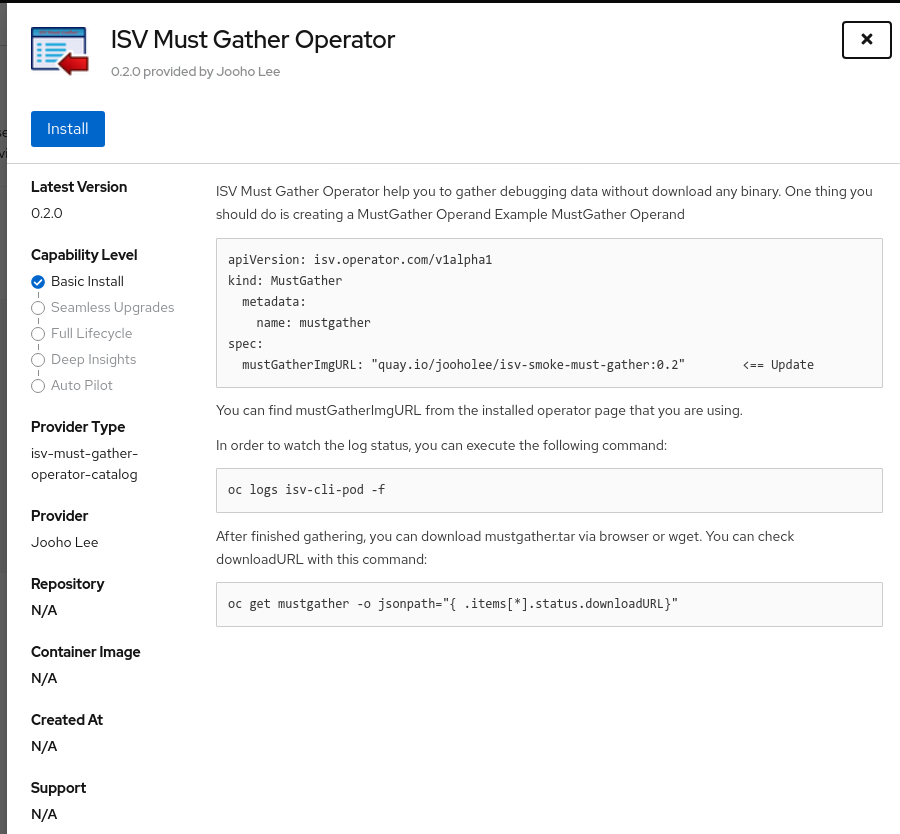 ISV Must Gather Operator
0.2.0 provided by Jooho Lee
Install
Latest Version
0.2.0
Capability Level
Basic Install
Seamless Upgrades
Full Lifecycle
Deep Insights
Auto Pilot
Provider Type
isv-must-gather-
operator-catalog
Provider
Jooho Lee
Repository
N/A
Container Image
N/A
Created At
N/A
Support
N/A
ISV Must Gather Operator help you to gather debugging data without download any binary. One thing you
should do is creating a MustGather Operand Example MustGather Operand
apiVersion: isv.operator.com/v1alpha1
kind: MustGather
  metadata:
    name: mustgather
spec:
  mustGatherImgURL: "quay.io/jooholee/isv-smoke-must-gather:0.2"        <== Update
You can find mustGatherImgURL from the installed operator page that you are using.
In order to watch the log status, you can execute the following command:
oc logs isv-cli-pod -f
After finished gathering, you can download mustgather.tar via browser or wget. You can check
downloadURL with this command:
oc get mustgather -o jsonpath="{ .items[*].status.downloadURL}"